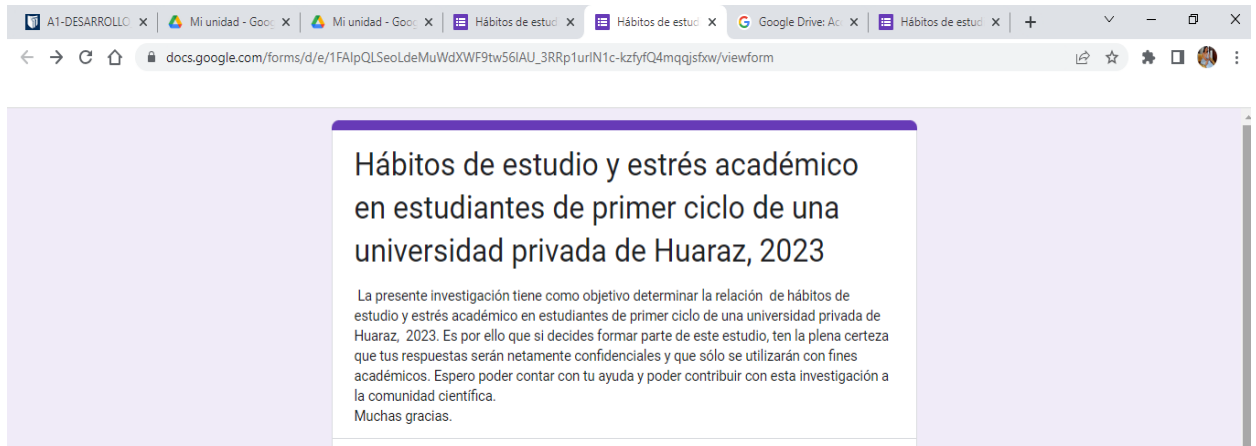 A1-DESARROLLO
Mi unidad - Goog
Mi unidad - Goog
Hábitos de estud
Hábitos de estud
Google Drive: Ac
Hábitos de estud
docs.google.com/forms/d/e/1FAIpQLSeoLdeMuWdXWF9tw56IAU_3RRp1urIN1c-kzfyfQ4mqqjsfxw/viewform
Hábitos de estudio y estrés académico
en estudiantes de primer ciclo de una
universidad privada de Huaraz, 2023
La presente investigación tiene como objetivo determinar la relación de hábitos de
estudio y estrés académico en estudiantes de primer ciclo de una universidad privada de
Huaraz, 2023. Es por ello que si decides formar parte de este estudio, ten la plena certeza
que tus respuestas serán netamente confidenciales y que sólo se utilizarán con fines
académicos. Espero poder contar con tu ayuda y poder contribuir con esta investigación a
la comunidad científica.
Muchas gracias.